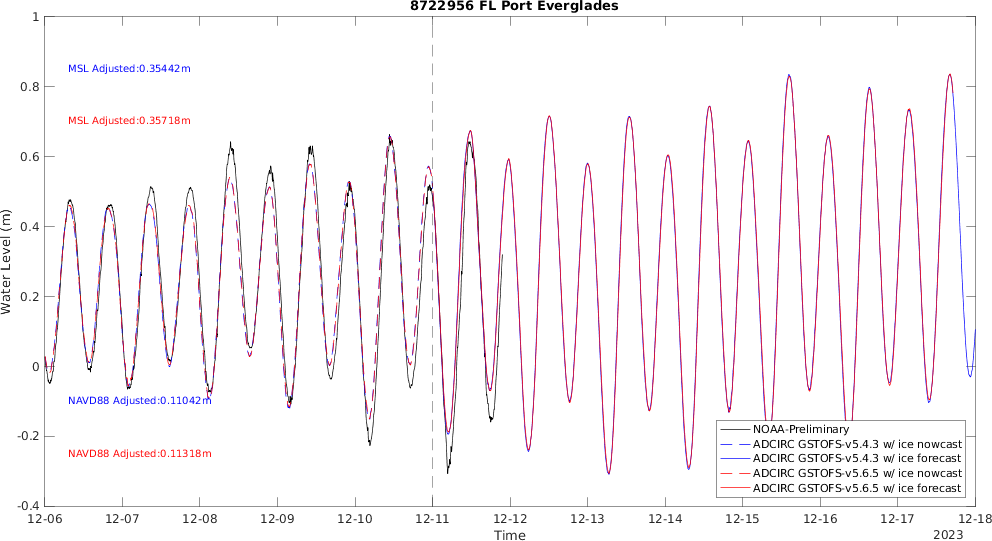 8722956 FL Port Everglades
1
0.8
0.6
0.4
0.2
0
-0.2
-0.4
Water Level (m)
MSL Adjusted:0.35442m
MSL Adjusted:0.35718m
NAVD88 Adjusted:0.11042m
NAVD88 Adjusted:0.11318m
NOAA-Preliminary
ADCIRC GSTOFS-v5.4.3 w/ ice nowcast
ADCIRC GSTOFS-v5.4.3 w/ ice forecast
ADCIRC GSTOFS-v5.6.5 w/ ice nowcast
ADCIRC GSTOFS-v5.6.5 w/ ice forecast
12-06 12-07 12-08 12-09 12-10 12-11 12-12 12-13 12-14 12-15 12-16 12-17 12-18
Time
2023